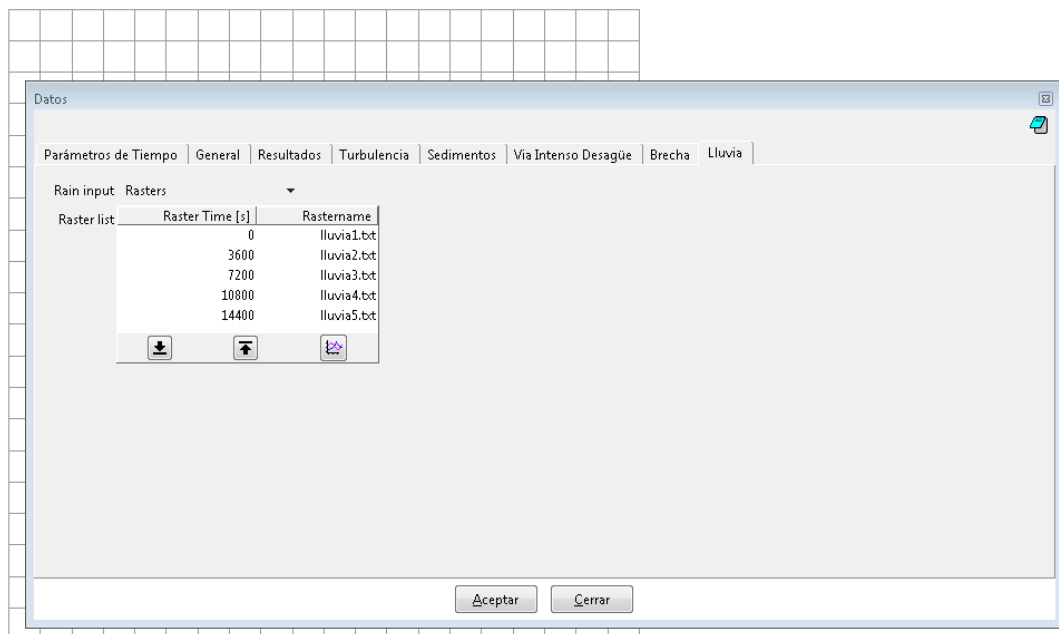 Datos
Parámetros de Tiempo General Resultados Turbulencia Sedimentos Via Intenso Desagüe Brecha Lluvia
Rain input Rasters
Raster list Raster Time [s] Rastername
0 lluvia1.txt
3600 lluvia2.txt
7200 lluvia3.txt
10800 lluvia4.txt
14400 lluvia5.txt
Aceptar Cerrar